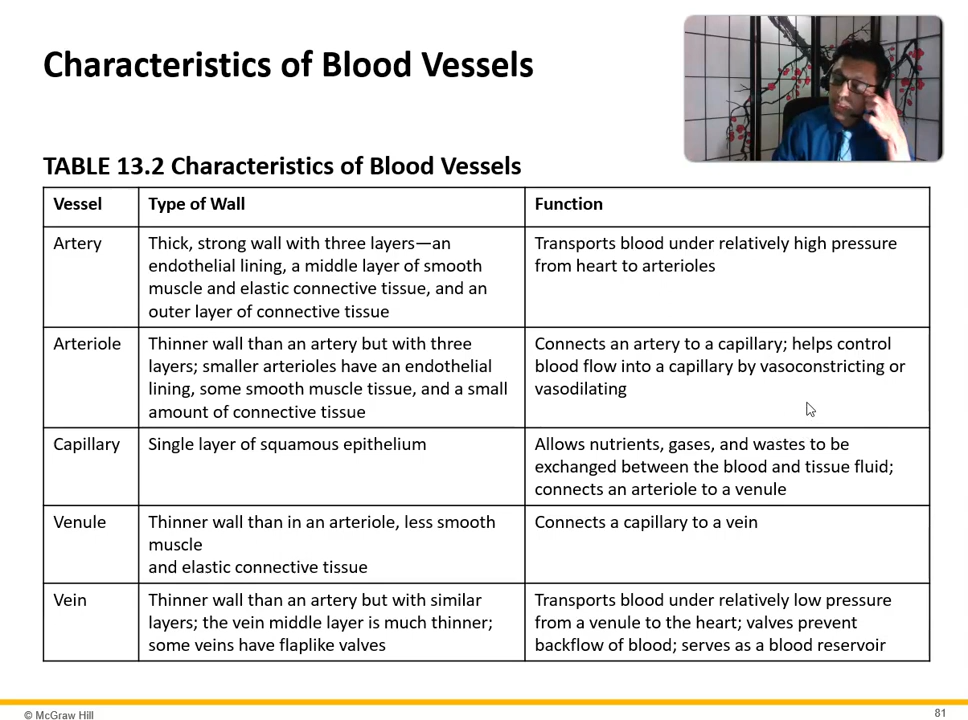 Characteristics of Blood Vessels
TABLE 13.2 Characteristics of Blood Vessels
Vessel
Type of Wall
Function
Artery
Thick, strong wall with three layers—an
endothelial lining, a middle layer of smooth
muscle and elastic connective tissue, and an
outer layer of connective tissue
Transports blood under relatively high pressure
from heart to arterioles
Arteriole
Thinner wall than an artery but with three
layers; smaller arterioles have an endothelial
lining, some smooth muscle tissue, and a small
amount of connective tissue
Connects an artery to a capillary; helps control
blood flow into a capillary by vasoconstricting or
vasodilating
Capillary
Single layer of squamous epithelium
Allows nutrients, gases, and wastes to be
exchanged between the blood and tissue fluid;
connects an arteriole to a venule
Venule
Thinner wall than in an arteriole, less smooth
muscle
and elastic connective tissue
Connects a capillary to a vein
Vein
Thinner wall than an artery but with similar
layers; the vein middle layer is much thinner;
some veins have flaplike valves
Transports blood under relatively low pressure
from a venule to the heart; valves prevent
backflow of blood; serves as a blood reservoir
© McGraw Hill
81